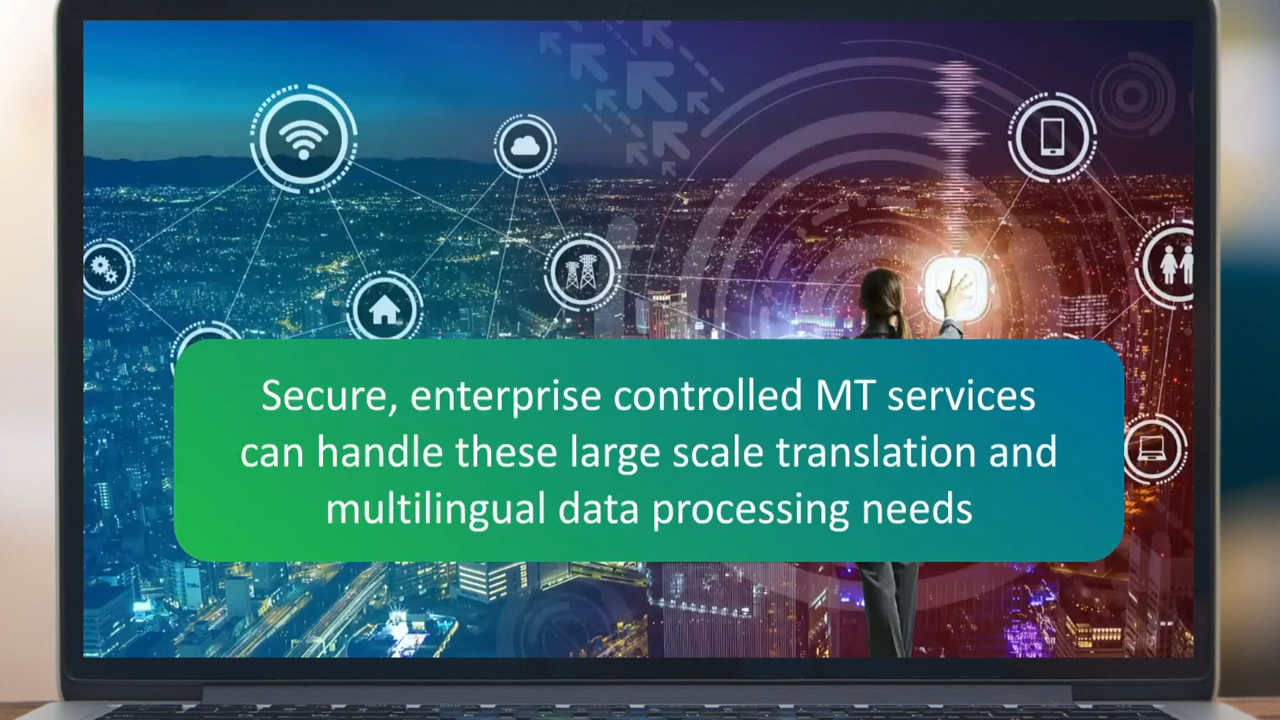 Secure, enterprise controlled MT services
can handle these large scale translation and
multilingual data processing needs